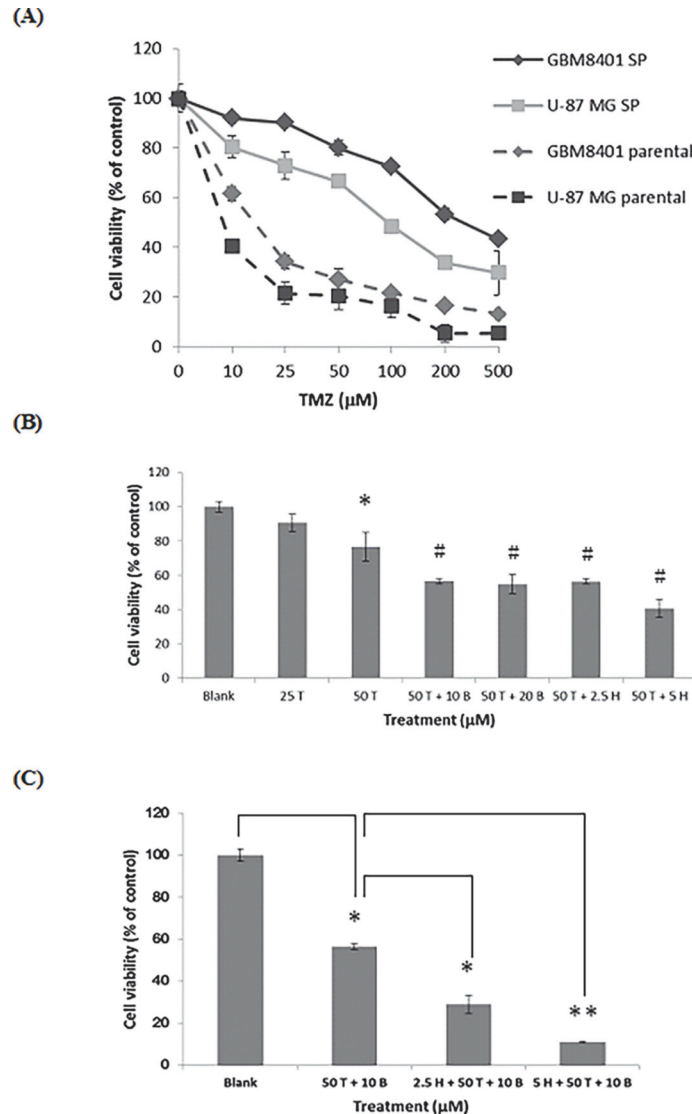 (A)
120
100
80
60
40
20
0
Cell viability (% of control)
0 10 25 50 100 200 500
TMZ (µM)
GBM8401 SP
U-87 MG SP
GBM8401 parental
U-87 MG parental
(B)
120
100
80
60
40
20
0
Cell viability (% of control)
*
#
#
#
#
Blank 25 T 50 T 50 T + 10 B 50 T + 20 B 50 T + 2.5 H 50 T + 5 H
Treatment (µM)
(C)
120
100
80
60
40
20
0
Cell viability (% of control)
*
*
**
Blank 50 T + 10 B 2.5 H + 50 T + 10 B 5 H + 50 T + 10 B
Treatment (µM)